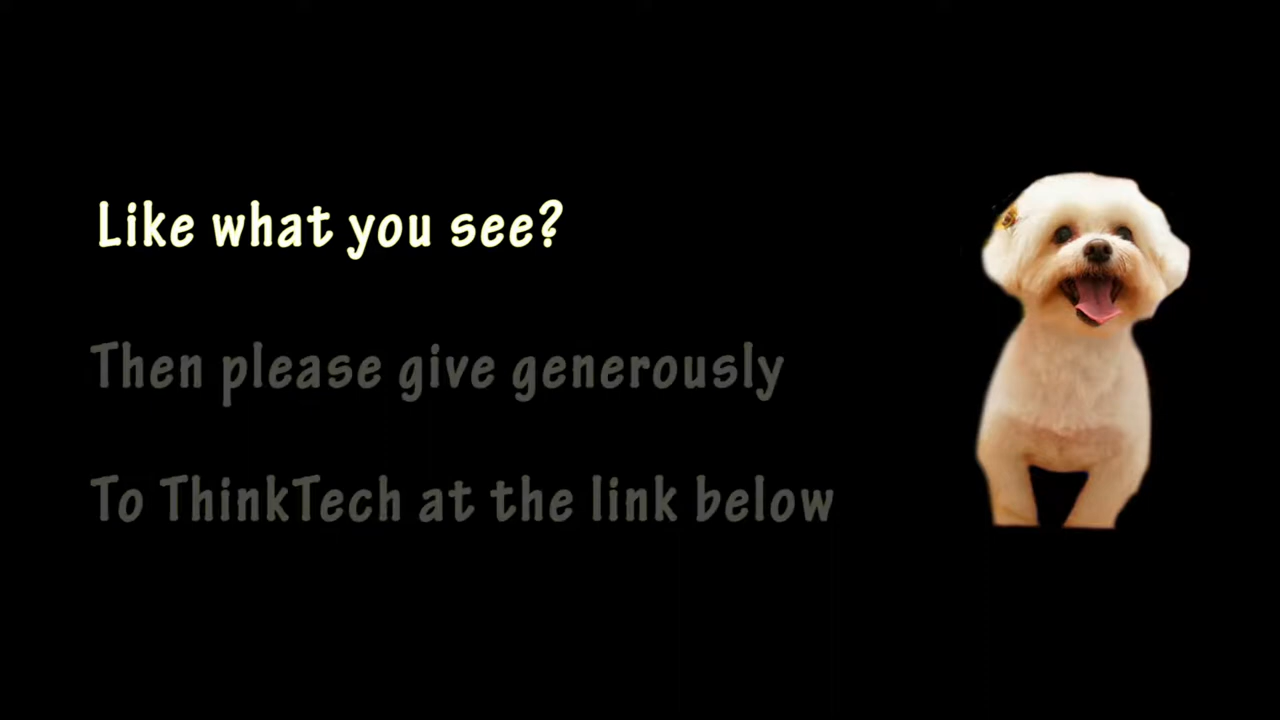 Like what you see?
Then please give generously
To ThinkTech at the link below